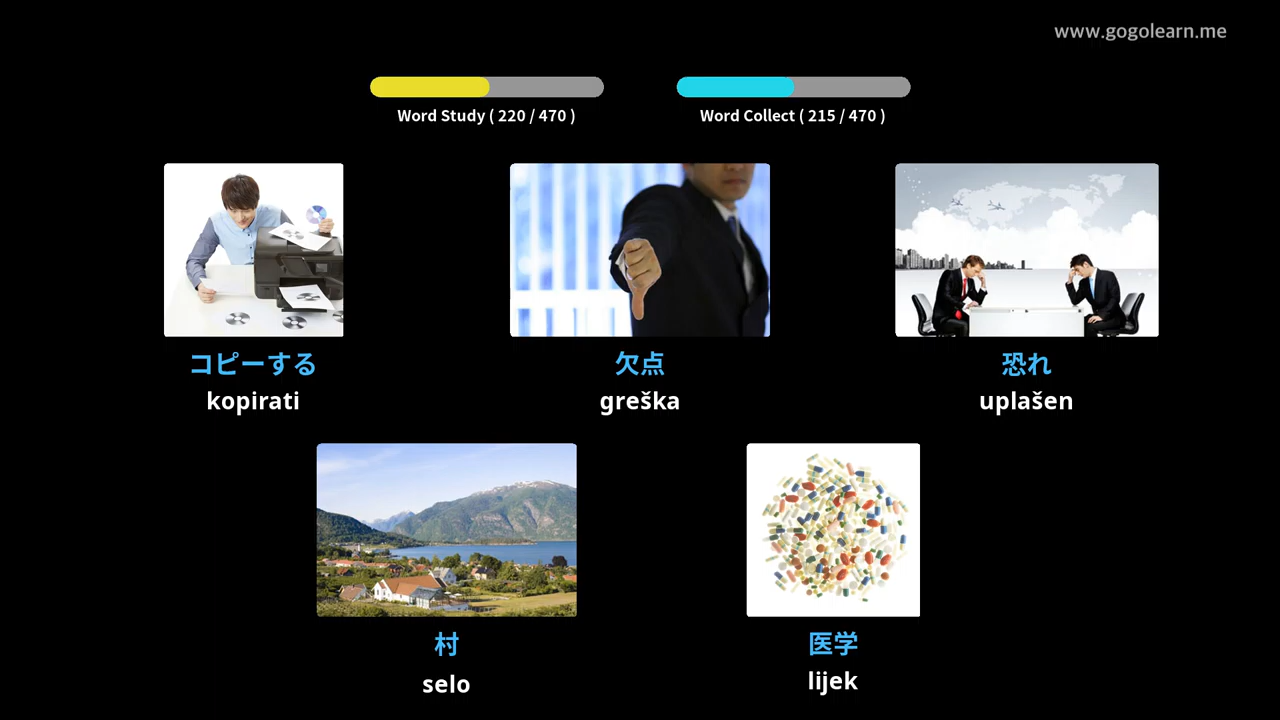 www.gogolearn.me
Word Study ( 220 / 470 )
Word Collect ( 215 / 470 )
コピーする
kopirati
欠点
greška
恐れ
uplašen
村
selo
医学
lijek